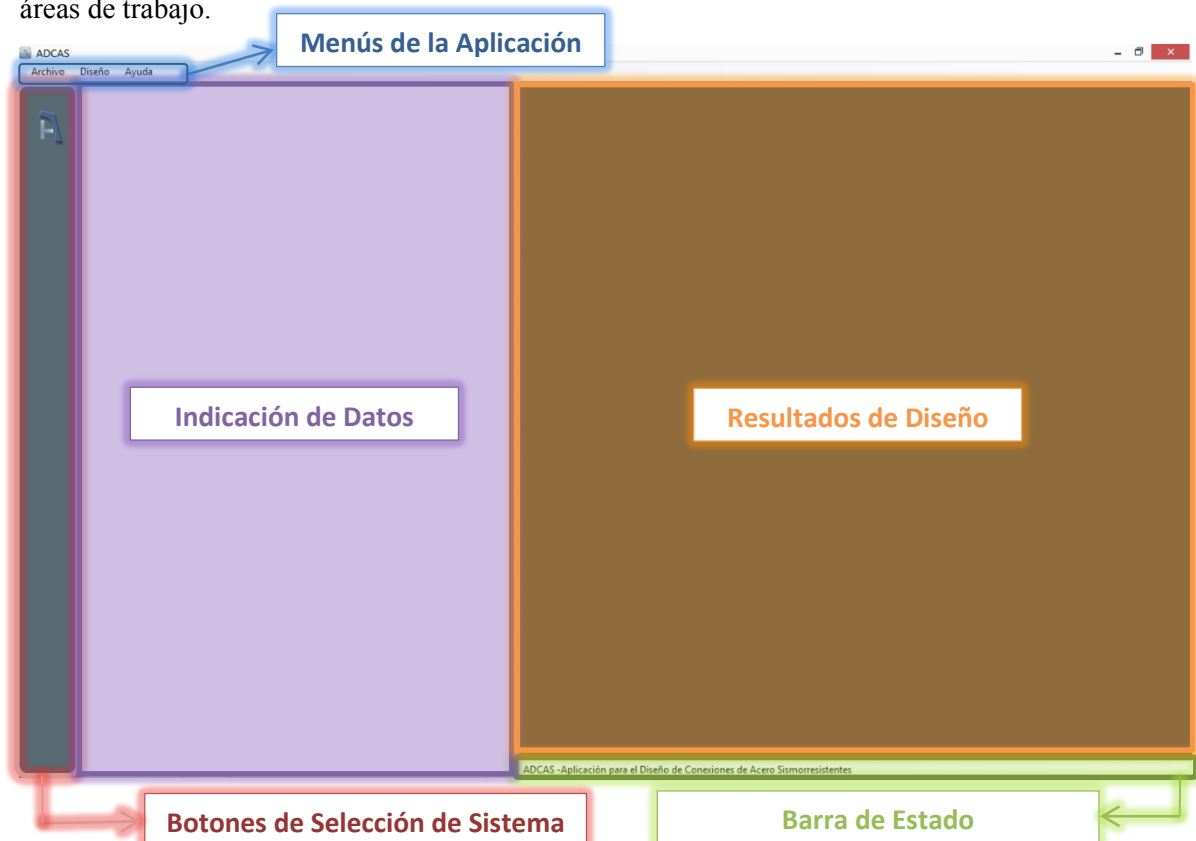 áreas de trabajo.
Menús de la Aplicación
ADCAS
Archivo Diseño Ayuda
Indicación de Datos
Resultados de Diseño
ADCAS -Aplicación para el Diseño de Conexiones de Acero Sismorresistentes
Botones de Selección de Sistema
Barra de Estado